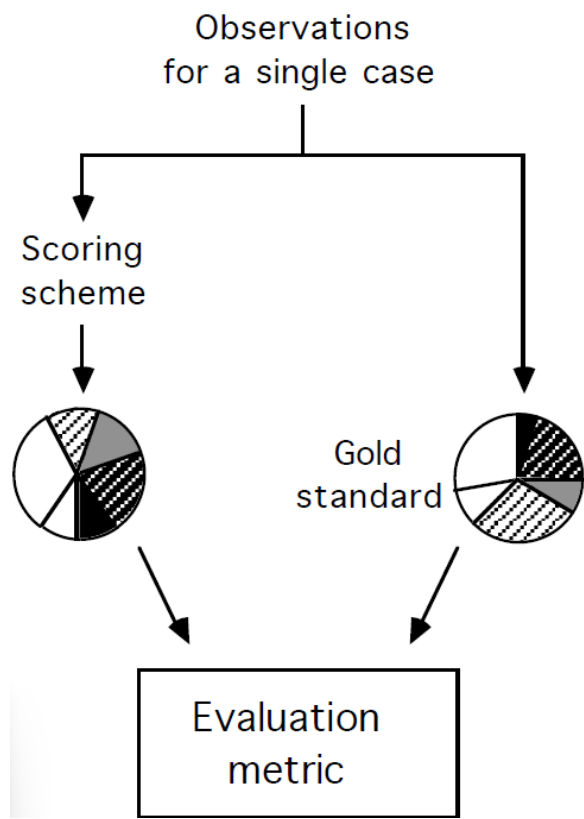 Observations
for a single case
Scoring
scheme
Gold
standard
Evaluation
metric